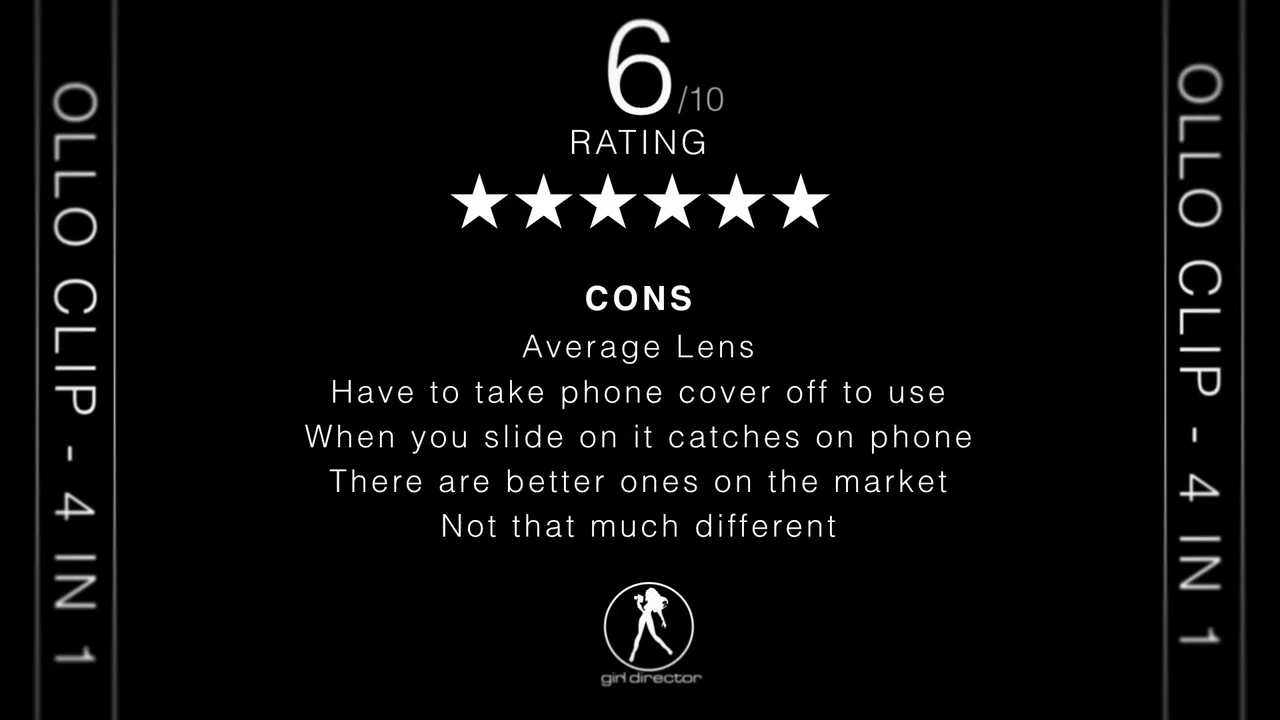 6/10
RATING
CONS
Average Lens
Have to take phone cover off to use
When you slide on it catches on phone
There are better ones on the market
Not that much different
girl director
OLLO CLIP - 4 IN 1
OLLO CLIP - 4 IN 1